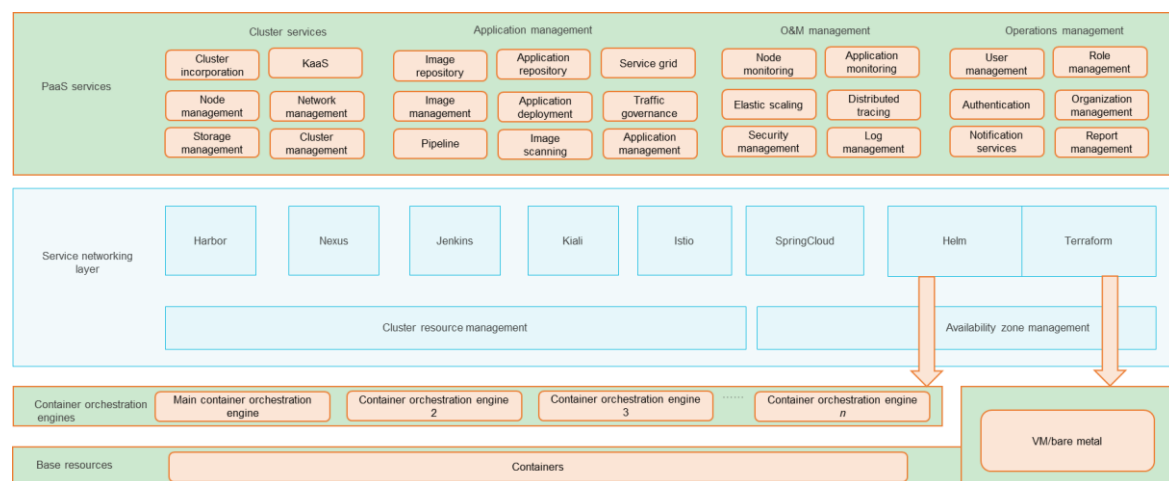 Cluster services
Application management
O&M management
Operations management
PaaS services
Cluster
incorporation
KaaS
Image
repository
Application
repository
Service grid
Node
monitoring
Application
monitoring
User
management
Role
management
Node
management
Network
management
Image
management
Application
deployment
Traffic
governance
Elastic scaling
Distributed
tracing
Authentication
Organization
management
Storage
management
Cluster
management
Pipeline
Image
scanning
Application
management
Security
management
Log
management
Notification
services
Report
management
Service networking
layer
Harbor
Nexus
Jenkins
Kiali
Istio
SpringCloud
Helm
Terraform
Cluster resource management
Availability zone management
Container orchestration
engines
Main container orchestration
engine
Container orchestration engine
2
Container orchestration engine
3
......
Container orchestration engine
n
VM/bare metal
Base resources
Containers